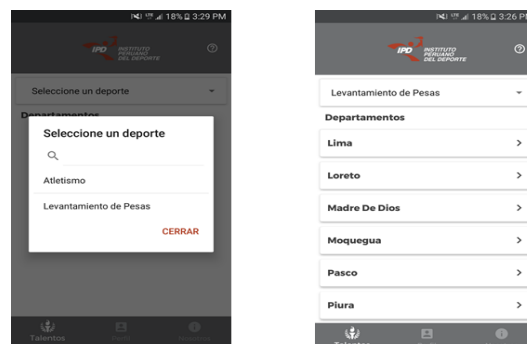 18% 3:29 PM
IPD INSTITUTO
PERUANO
DEL DEPORTE
Seleccione un deporte
Departamentos
Seleccione un deporte
Atletismo
Levantamiento de Pesas
CERRAR
Talentos
Perfil
18% 3:26 PM
IPD INSTITUTO
PERUANO
DEL DEPORTE
Levantamiento de Pesas
Departamentos
Lima
Loreto
Madre De Dios
Moquegua
Pasco
Piura